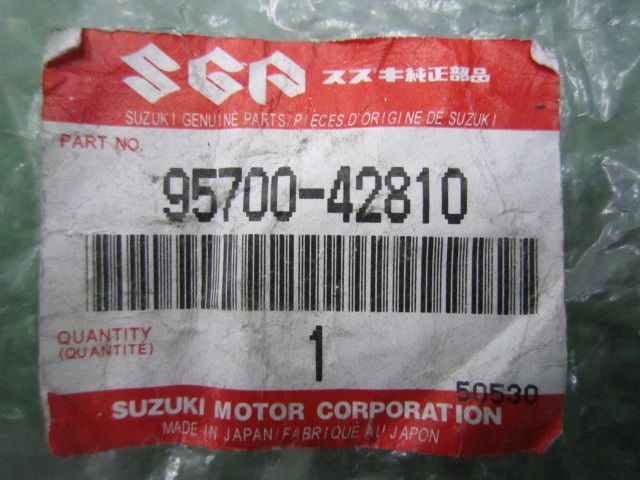 SGP スズキ純正部品
SUZUKI GENUINE PARTS/PIECES D'ORIGINE DE SUZUKI
PART NO.
95700-42810
QUANTITY
(QUANTITÉ)
1
50530
SUZUKI MOTOR CORPORATION
MADE IN JAPAN/FABRIQUE AU JAPON